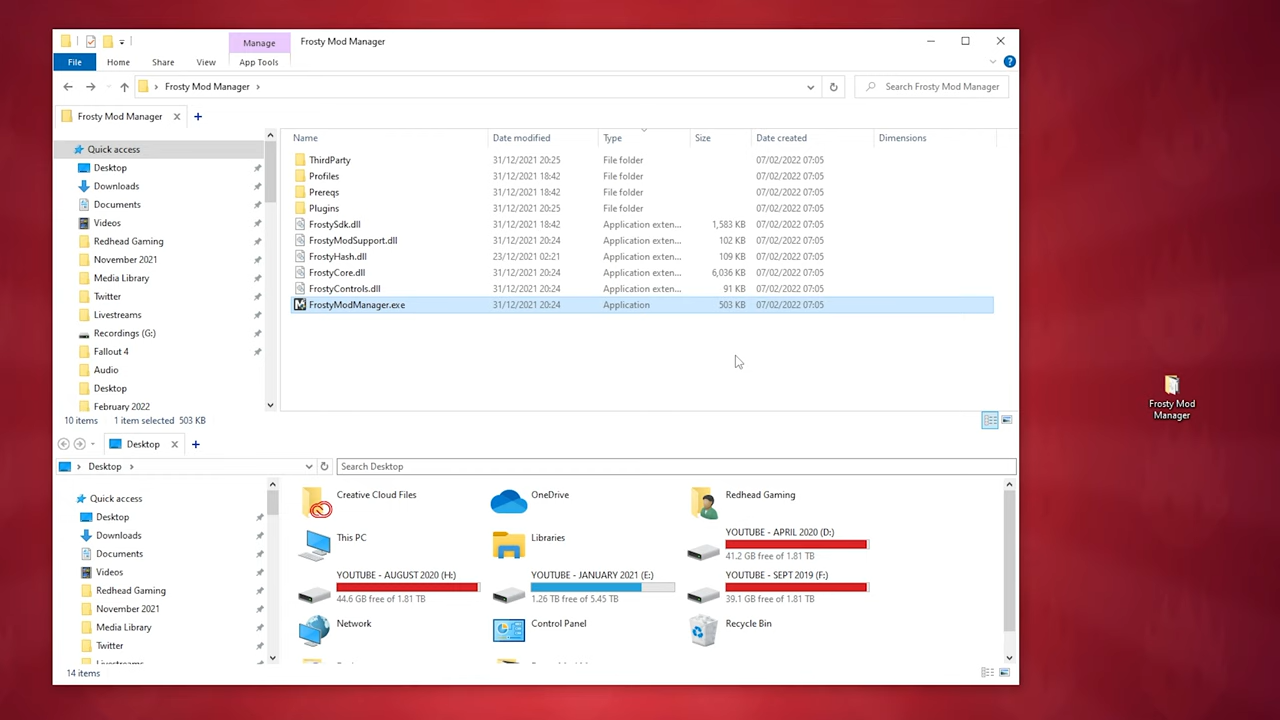 Manage
Frosty Mod Manager
File
Home
Share
View
App Tools
Frosty Mod Manager
Search Frosty Mod Manager
Frosty Mod Manager
Name
Date modified
Type
Size
Date created
Dimensions
Quick access
Desktop
Downloads
Documents
Videos
Redhead Gaming
November 2021
Media Library
Twitter
Livestreams
Recordings (G:)
Fallout 4
Audio
Desktop
February 2022
ThirdParty 31/12/2021 20:25 File folder 07/02/2022 07:05
Profiles 31/12/2021 18:42 File folder 07/02/2022 07:05
Prereqs 31/12/2021 18:42 File folder 07/02/2022 07:05
Plugins 31/12/2021 20:25 File folder 07/02/2022 07:05
FrostySdk.dll 31/12/2021 18:42 Application exten... 1,583 KB 07/02/2022 07:05
FrostyModSupport.dll 31/12/2021 20:24 Application exten... 102 KB 07/02/2022 07:05
FrostyHash.dll 23/12/2021 02:21 Application exten... 109 KB 07/02/2022 07:05
FrostyCore.dll 31/12/2021 20:24 Application exten... 6,036 KB 07/02/2022 07:05
FrostyControls.dll 31/12/2021 20:24 Application exten... 91 KB 07/02/2022 07:05
FrostyModManager.exe 31/12/2021 20:24 Application 503 KB 07/02/2022 07:05
10 items 1 item selected 503 KB
Desktop
Desktop
Search Desktop
Quick access
Desktop
Downloads
Documents
Videos
Redhead Gaming
November 2021
Media Library
Twitter
Livestreams
Creative Cloud Files
OneDrive
Redhead Gaming
This PC
Libraries
YOUTUBE - APRIL 2020 (D:)
41.2 GB free of 1.81 TB
YOUTUBE - AUGUST 2020 (H:)
44.6 GB free of 1.81 TB
YOUTUBE - JANUARY 2021 (E:)
1.26 TB free of 5.45 TB
YOUTUBE - SEPT 2019 (F:)
39.1 GB free of 1.81 TB
Network
Control Panel
Recycle Bin
14 items
Frosty Mod
Manager